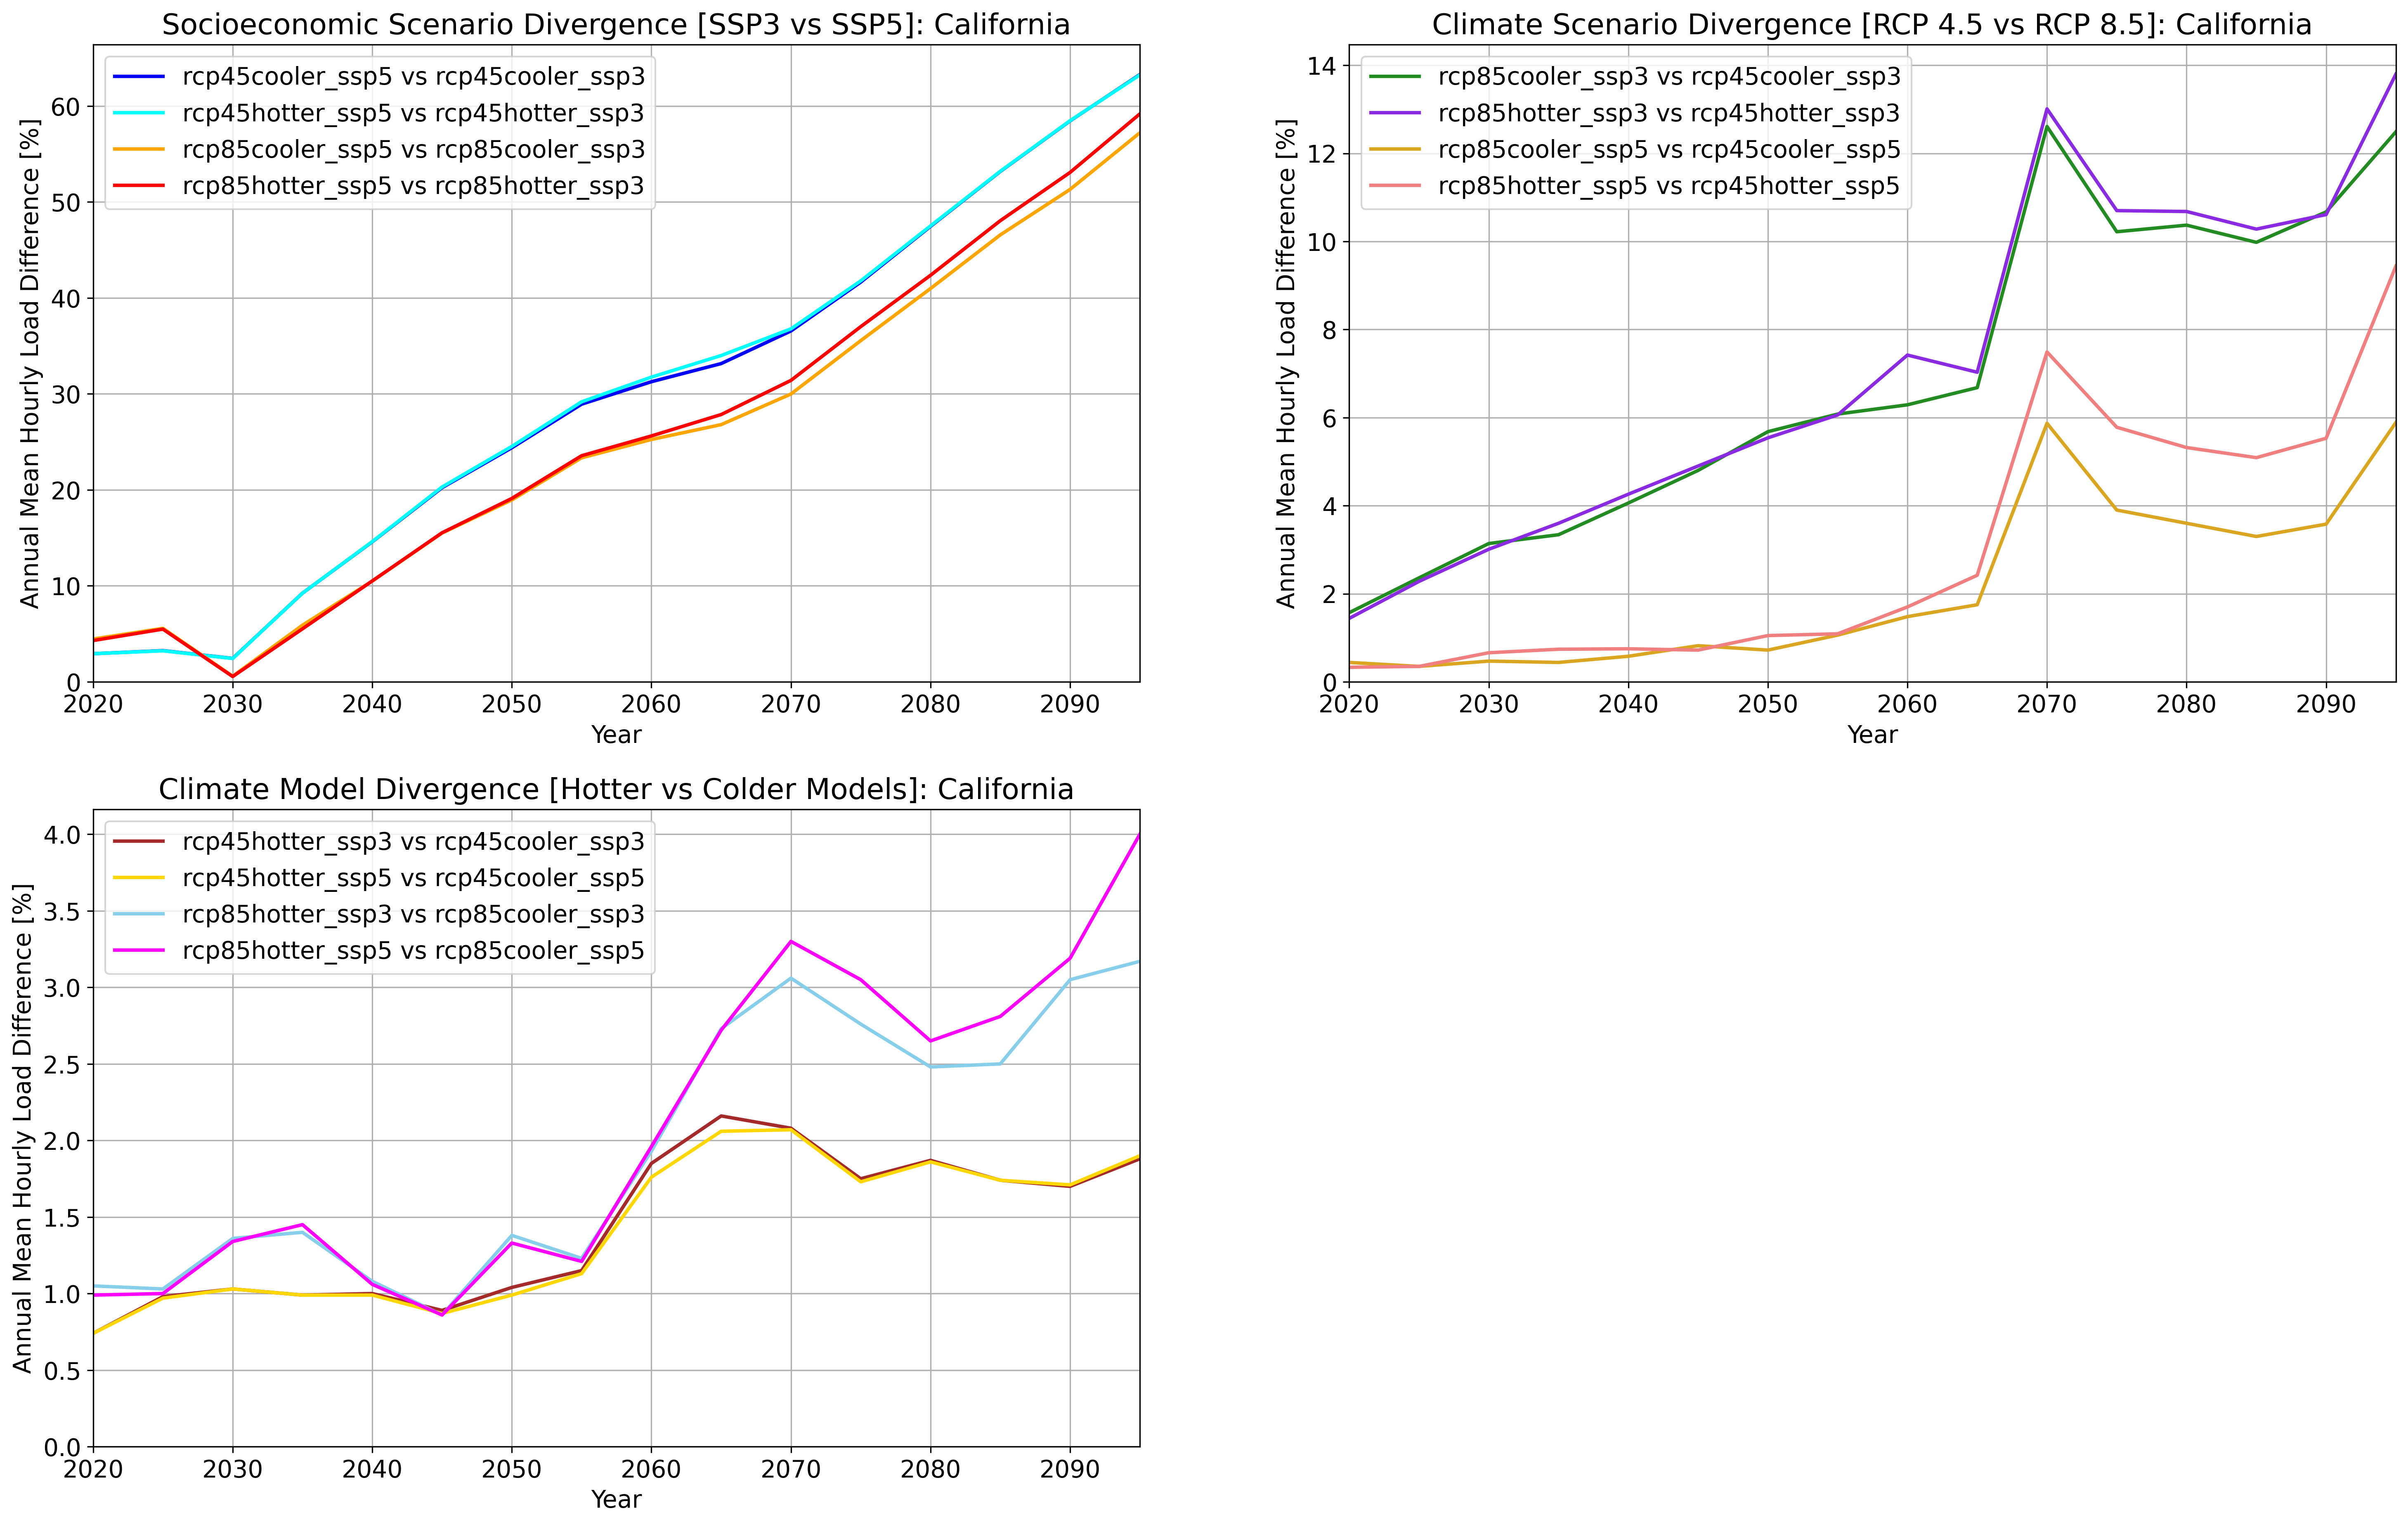 Socioeconomic Scenario Divergence [SSP3 vs SSP5]: California
Annual Mean Hourly Load Difference [%]
60
50
40
30
20
10
0
rcp45cooler_ssp5 vs rcp45cooler_ssp3
rcp45hotter_ssp5 vs rcp45hotter_ssp3
rcp85cooler_ssp5 vs rcp85cooler_ssp3
rcp85hotter_ssp5 vs rcp85hotter_ssp3
2020 2030 2040 2050 2060 2070 2080 2090
Year
Climate Scenario Divergence [RCP 4.5 vs RCP 8.5]: California
Annual Mean Hourly Load Difference [%]
14
12
10
8
6
4
2
0
rcp85cooler_ssp3 vs rcp45cooler_ssp3
rcp85hotter_ssp3 vs rcp45hotter_ssp3
rcp85cooler_ssp5 vs rcp45cooler_ssp5
rcp85hotter_ssp5 vs rcp45hotter_ssp5
2020 2030 2040 2050 2060 2070 2080 2090
Year
Climate Model Divergence [Hotter vs Colder Models]: California
Annual Mean Hourly Load Difference [%]
4.0
3.5
3.0
2.5
2.0
1.5
1.0
0.5
0.0
rcp45hotter_ssp3 vs rcp45cooler_ssp3
rcp45hotter_ssp5 vs rcp45cooler_ssp5
rcp85hotter_ssp3 vs rcp85cooler_ssp3
rcp85hotter_ssp5 vs rcp85cooler_ssp5
2020 2030 2040 2050 2060 2070 2080 2090
Year